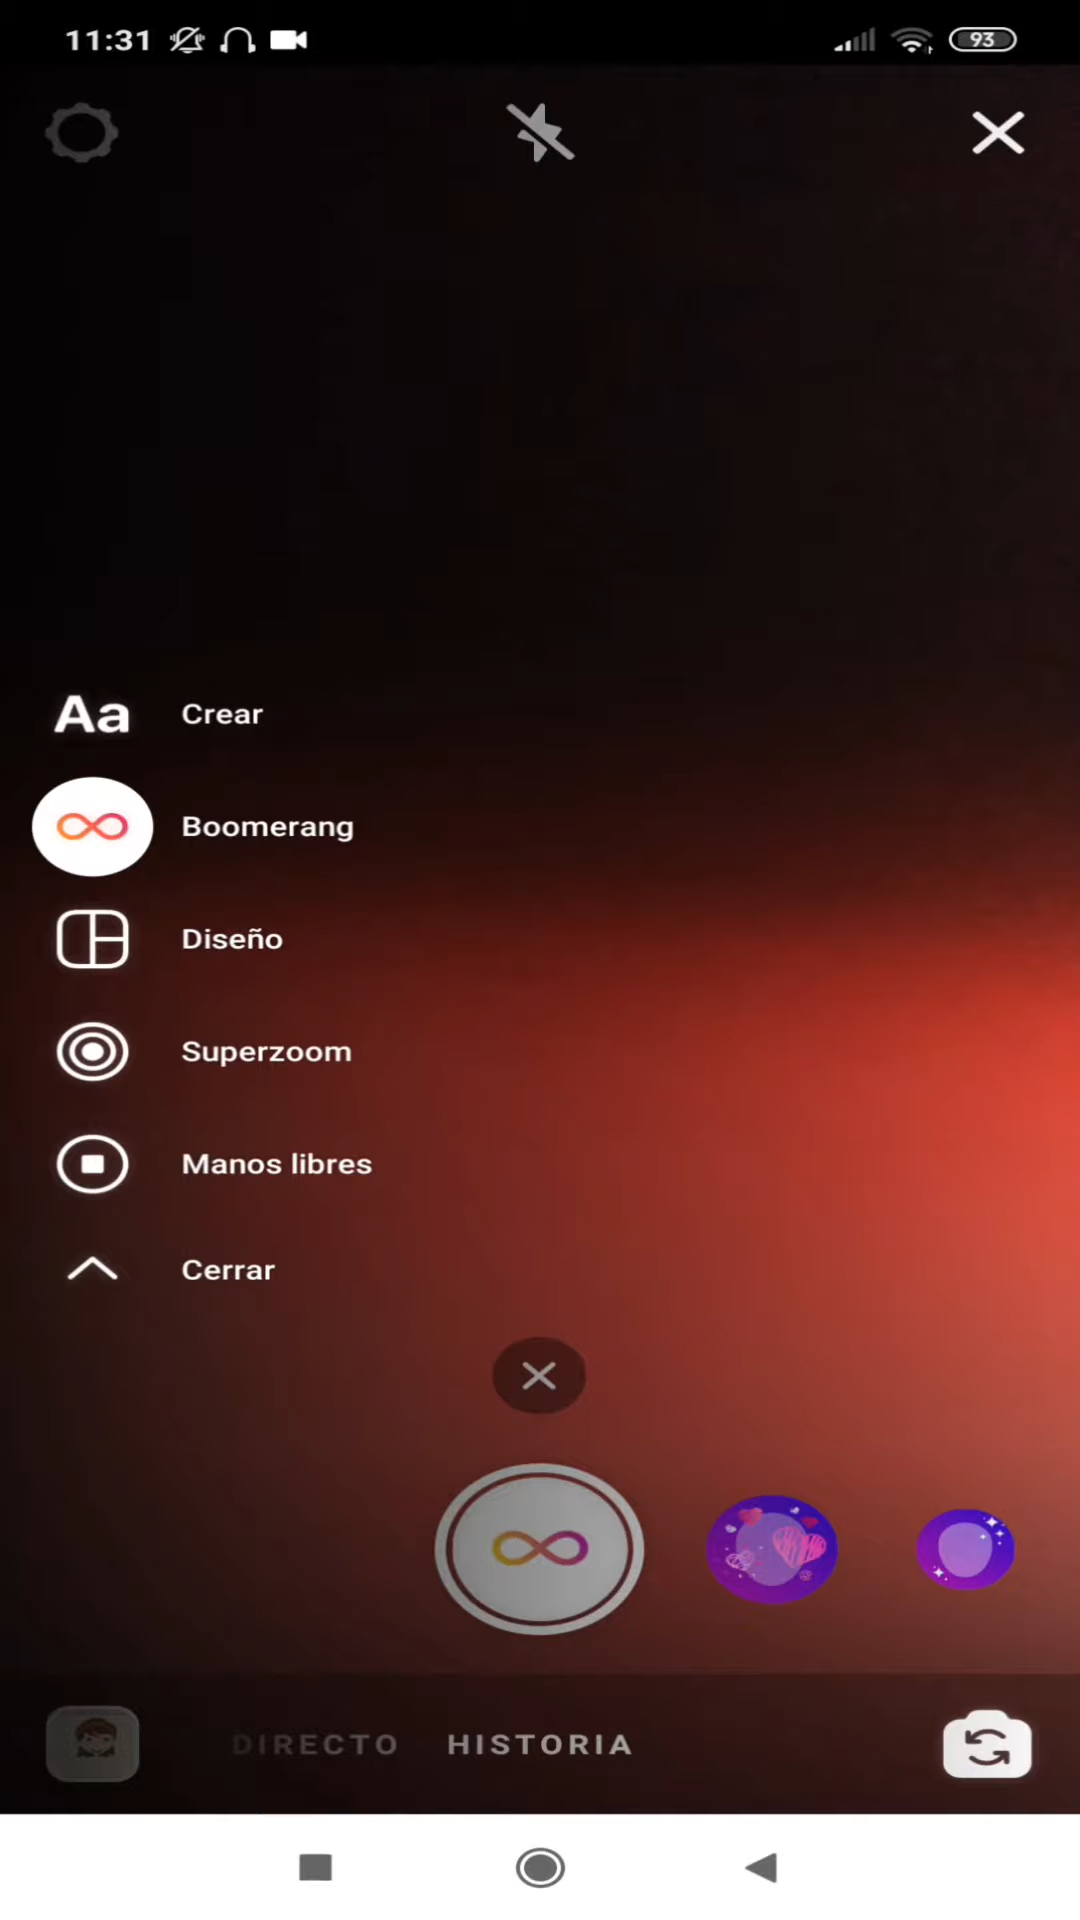 11:31
93
Aa Crear
Boomerang
Diseño
Superzoom
Manos libres
Cerrar
DIRECTO HISTORIA